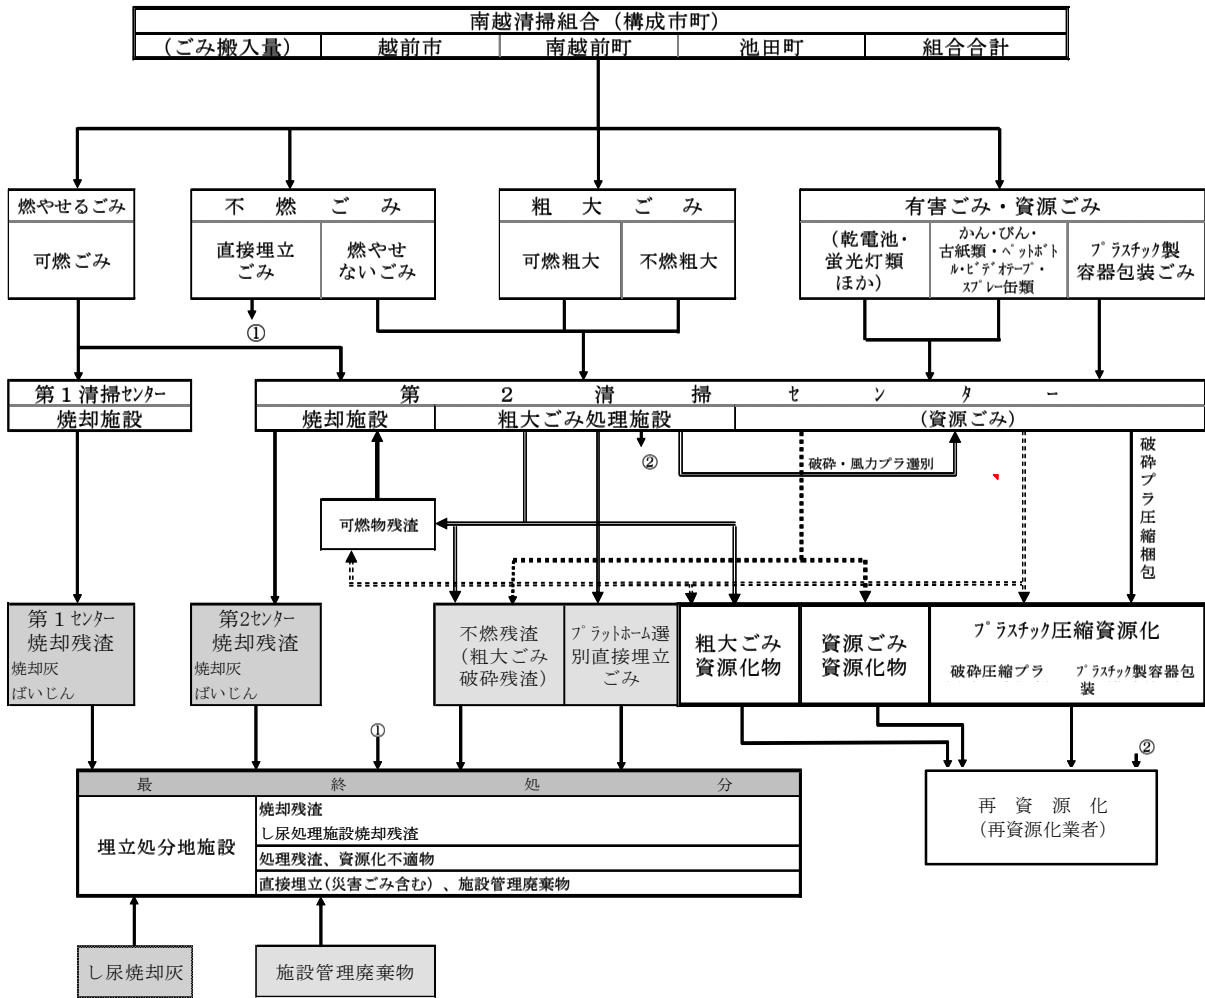 南越清掃組合（構成市町）
（ごみ搬入量） 越前市 南越前町 池田町 組合合計
燃やせるごみ
可燃ごみ
不燃ごみ
直接埋立
ごみ
燃やせ
ないごみ
①
粗大ごみ
可燃粗大
不燃粗大
有害ごみ・資源ごみ
（乾電池・
蛍光灯類
ほか）
かん・びん・
古紙類・ペットボト
ル・ビデオテープ・
スプレー缶類
プラスチック製
容器包装ごみ
第１清掃センター
焼却施設
第２清掃センター
焼却施設
粗大ごみ処理施設
（資源ごみ）
②
破砕・風力プラ選別
破砕プラ圧縮梱包
可燃物残渣
第１センター
焼却残渣
焼却灰
ばいじん
第2センター
焼却残渣
焼却灰
ばいじん
不燃残渣
（粗大ごみ
破砕残渣）
プラットホーム選
別直接埋立
ごみ
粗大ごみ
資源化物
資源ごみ
資源化物
プラスチック圧縮資源化
破砕圧縮プラ
プラスチック製容器包
装
①
②
最終処分
埋立処分地施設
焼却残渣
し尿処理施設焼却残渣
処理残渣、資源化不適物
直接埋立（災害ごみ含む）、施設管理廃棄物
再資源化
（再資源化業者）
し尿焼却灰
施設管理廃棄物